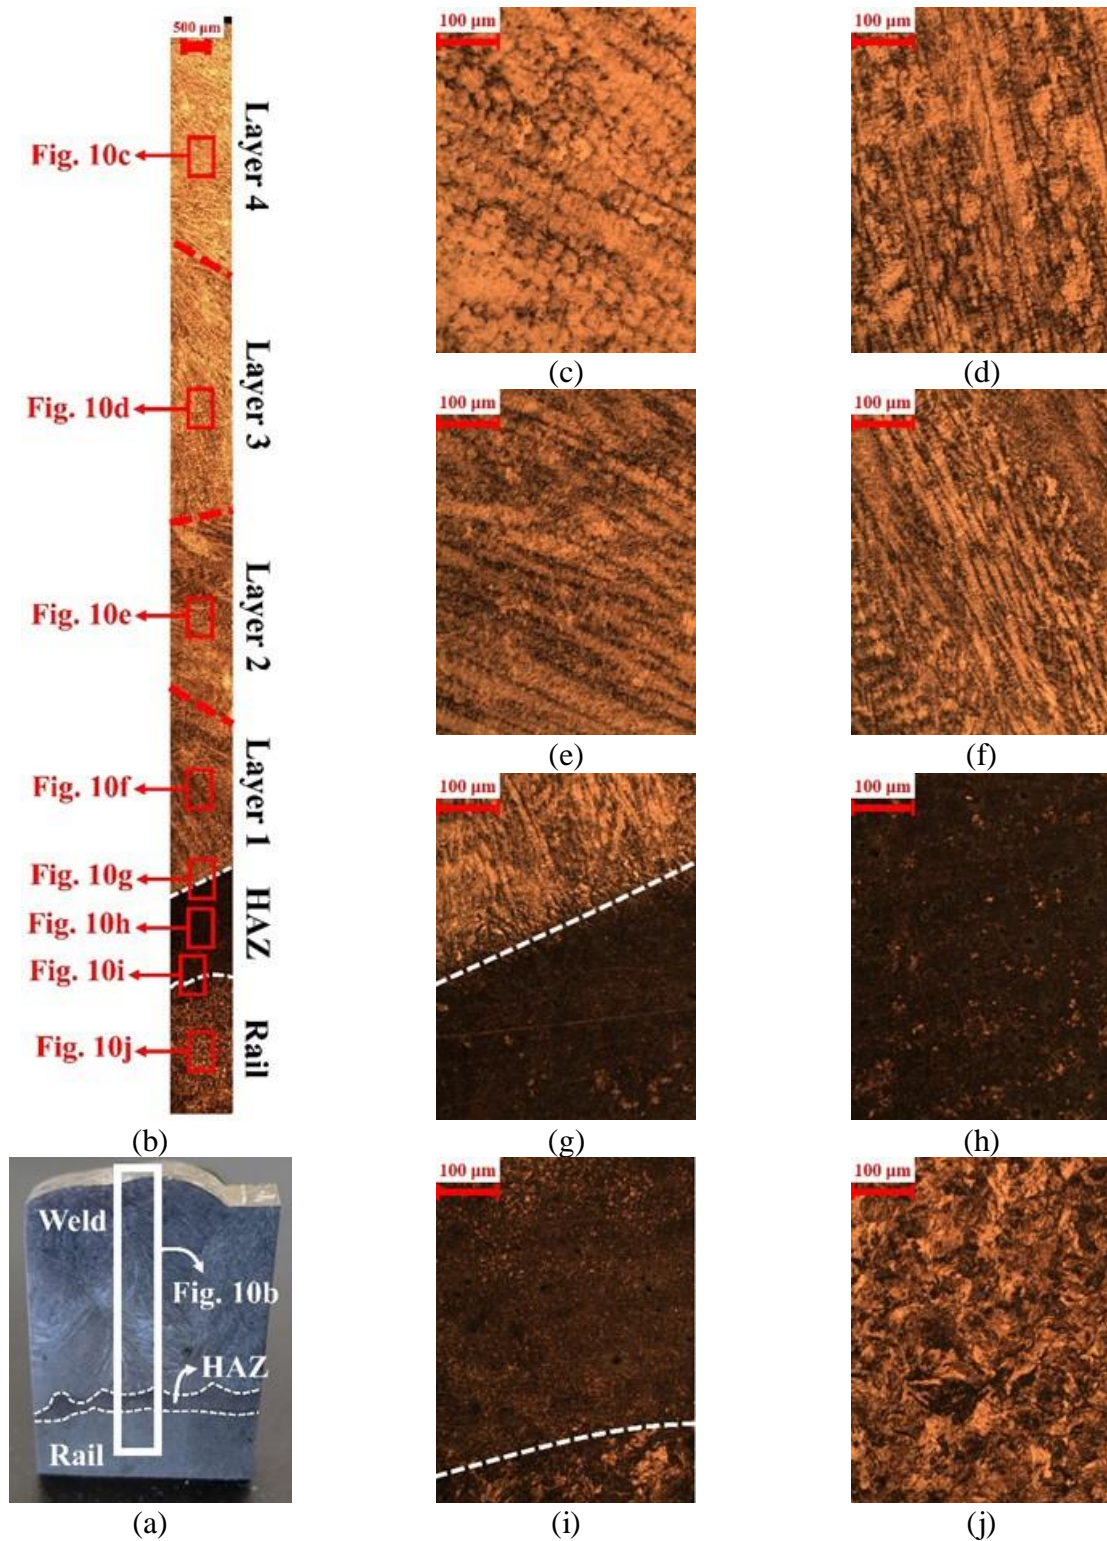 500 μm
Layer 4
Fig. 10c
Layer 3
Fig. 10d
Layer 2
Fig. 10e
Layer 1
Fig. 10f
Fig. 10g
HAZ
Fig. 10h
Fig. 10i
Rail
Fig. 10j
(b)
Weld
Fig. 10b
HAZ
Rail
(a)
100 μm
(c)
100 μm
(d)
100 μm
(e)
100 μm
(f)
100 μm
(g)
100 μm
(h)
100 μm
(i)
100 μm
(j)